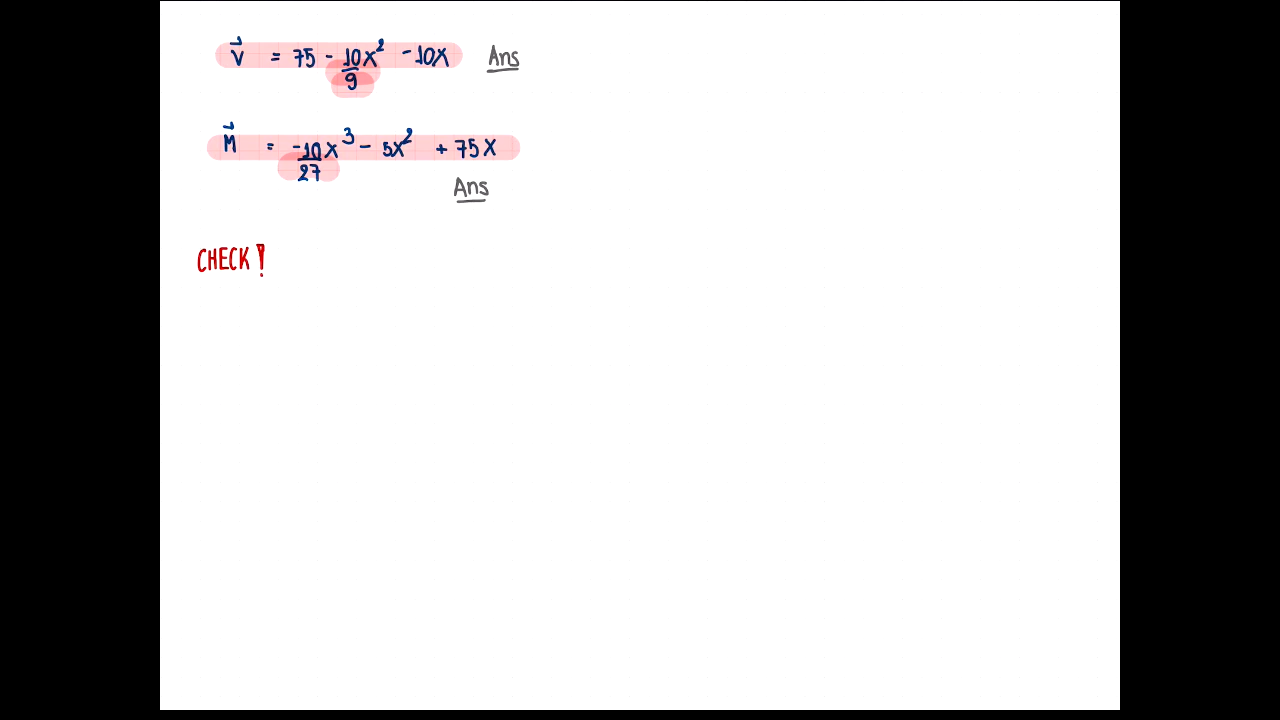 V⃗ = 75 - 10/9 x² - 10x Ans
M⃗ = -10/27 x³ - 5x² + 75x
Ans
CHECK!